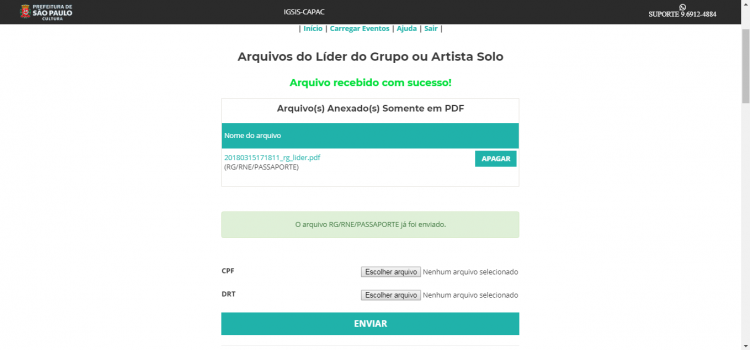 PREFEITURA DE
SÃO PAULO
CULTURA
IGSIS-CAPAC
SUPORTE 9.6912-4884
| Início | Carregar Eventos | Ajuda | Sair |
Arquivos do Líder do Grupo ou Artista Solo
Arquivo recebido com sucesso!
Arquivo(s) Anexado(s) Somente em PDF
Nome do arquivo
20180315171811_rg_lider.pdf
(RG/RNE/PASSAPORTE)
APAGAR
O arquivo RG/RNE/PASSAPORTE já foi enviado.
CPF
Escolher arquivo Nenhum arquivo selecionado
DRT
Escolher arquivo Nenhum arquivo selecionado
ENVIAR